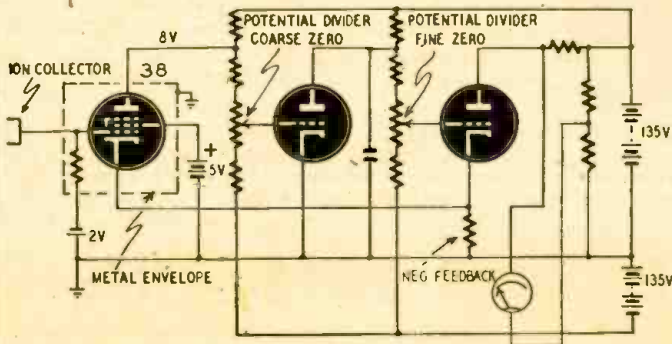 POTENTIAL DIVIDER
COARSE ZERO
POTENTIAL DIVIDER
FINE ZERO
8V
ION COLLECTOR
38
135V
+
5V
2V
METAL ENVELOPE
NEG FEEDBACK
135V